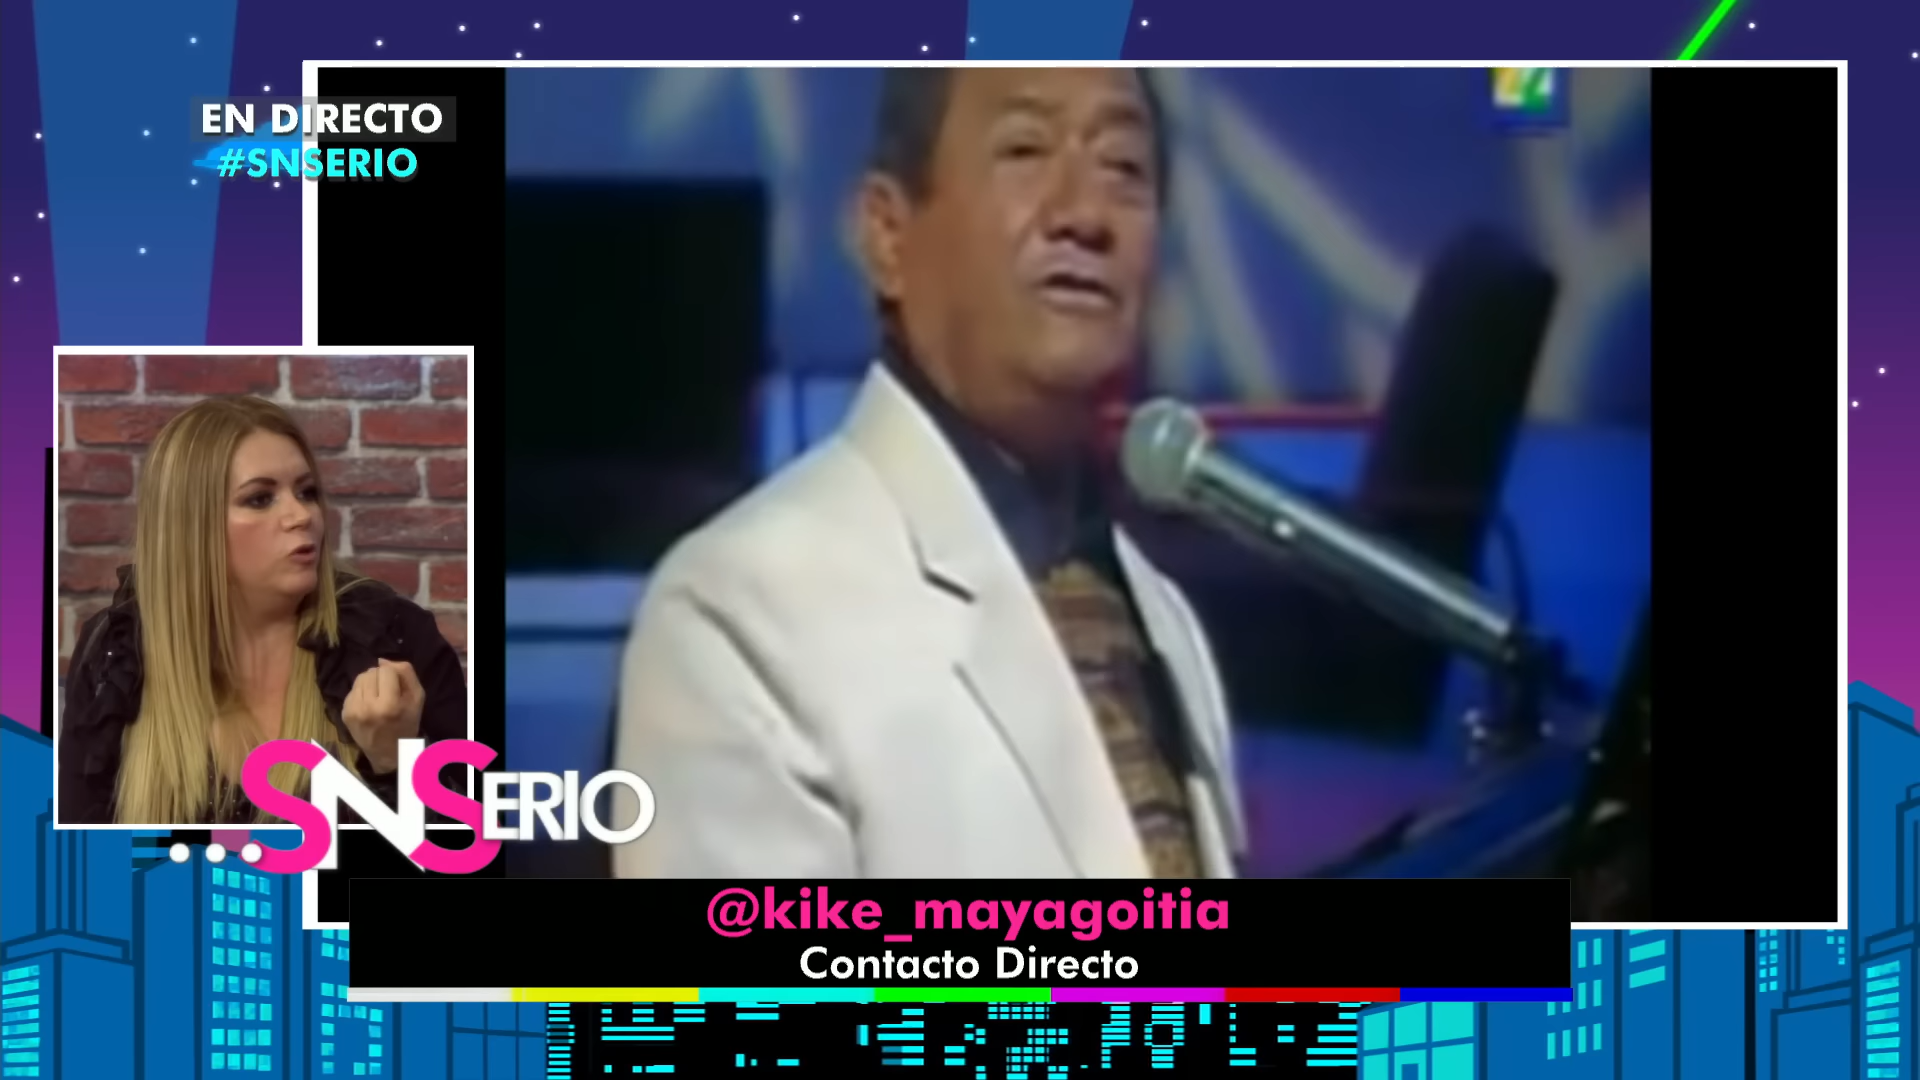 EN DIRECTO
#SNSERIO
...SNSERIO
@kike_mayagoitia
Contacto Directo